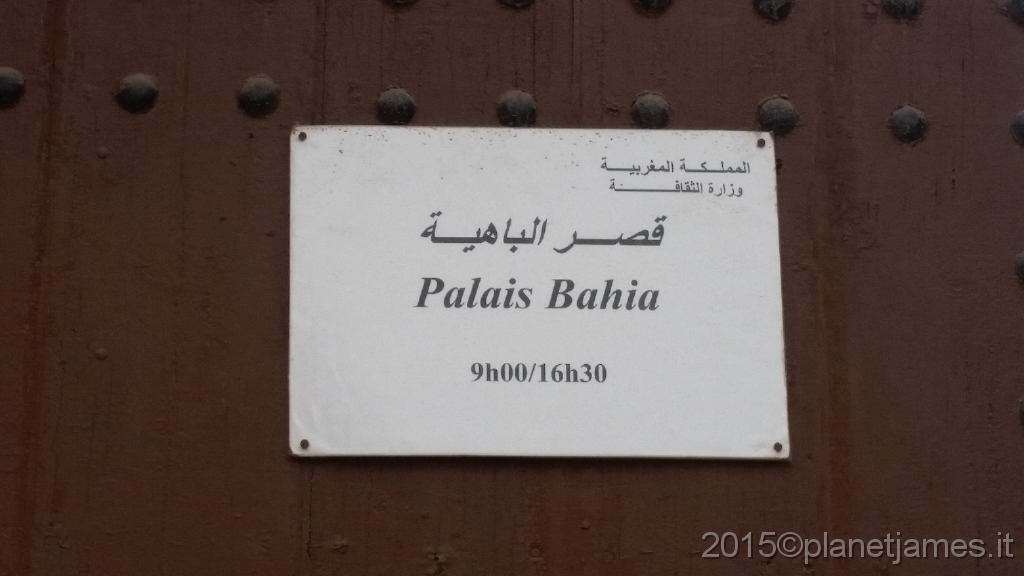 المملكة المغربية
وزارة الثقافة
قصر الباهية
Palais Bahia
9h00/16h30
2015©planetjames.it